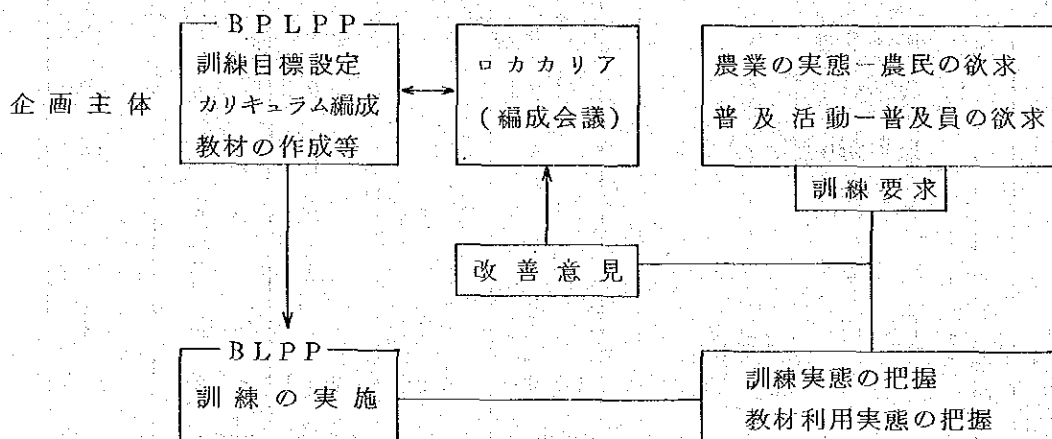 BPLPP
訓練目標設定
カリキュラム編成
教材の作成等
企画主体
ロカカリア
(編成会議)
農業の実態－農民の欲求
普及活動－普及員の欲求
訓練要求
改善意見
BLPP
訓練の実施
訓練実態の把握
教材利用実態の把握